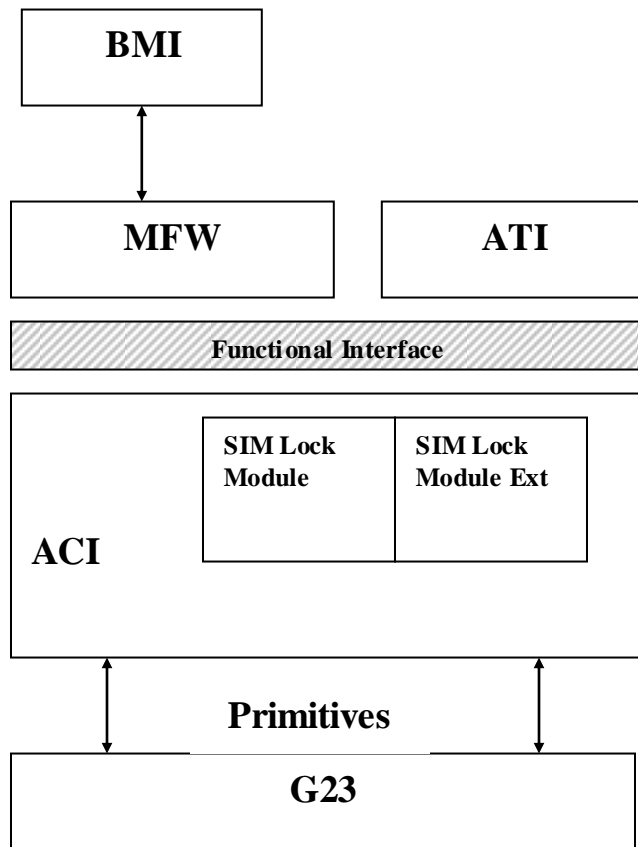 BMI
MFW
ATI
Functional Interface
SIM Lock
Module
SIM Lock
Module Ext
ACI
Primitives
G23